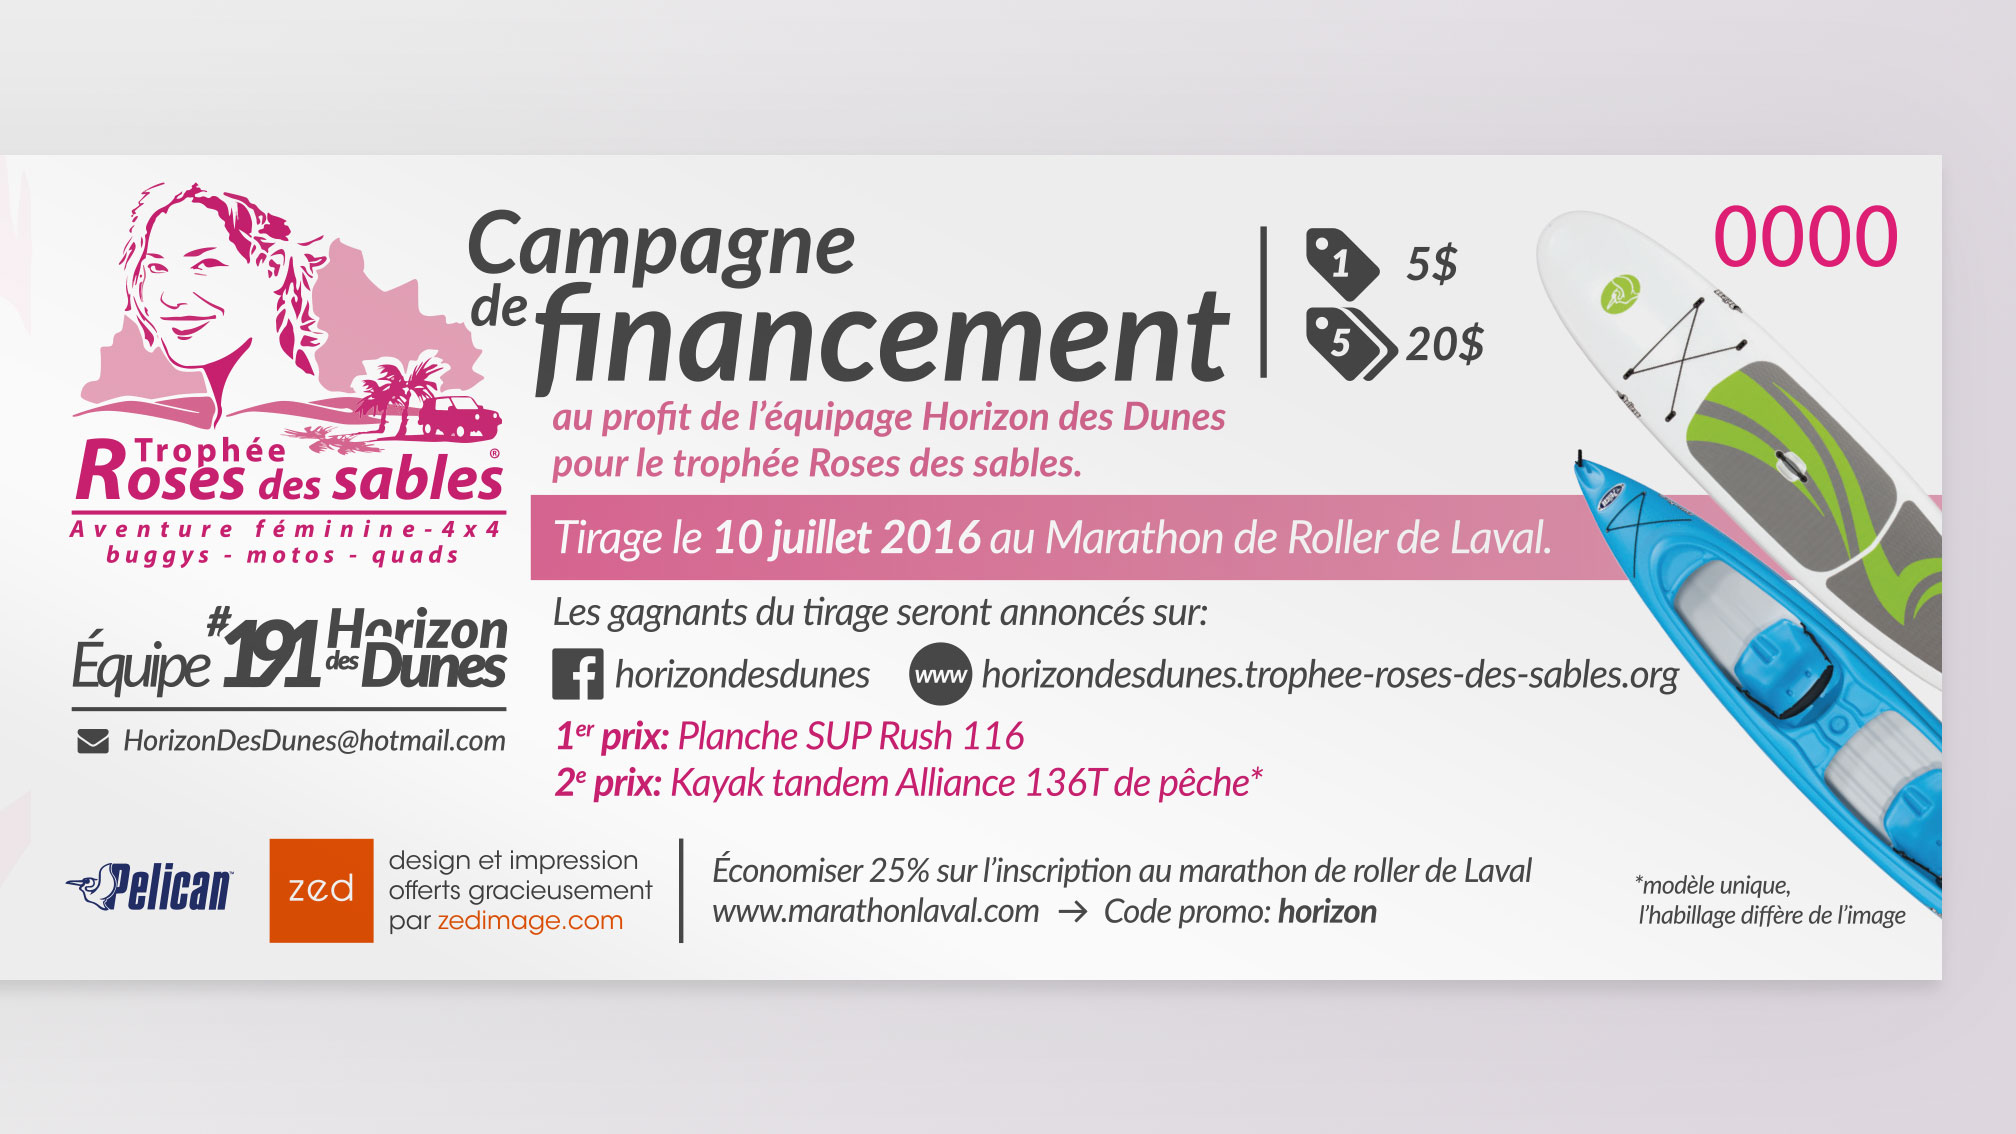 Trophée
Roses des sables®
Aventure féminine-4x4
buggys - motos - quads
Équipe #191 Horizon des Dunes
HorizonDesDunes@hotmail.com
Campagne
de financement
au profit de l'équipage Horizon des Dunes
pour le trophée Roses des sables.
1 5$
5 20$
0000
Tirage le 10 juillet 2016 au Marathon de Roller de Laval.
Les gagnants du tirage seront annoncés sur:
horizondesdunes www horizondesdunes.trophee-roses-des-sables.org
1er prix: Planche SUP Rush 116
2e prix: Kayak tandem Alliance 136T de pêche*
Pelican™
zed
design et impression
offerts gracieusement
par zedimage.com
Économiser 25% sur l'inscription au marathon de roller de Laval
www.marathonlaval.com → Code promo: horizon
*modèle unique,
l'habillage diffère de l'image